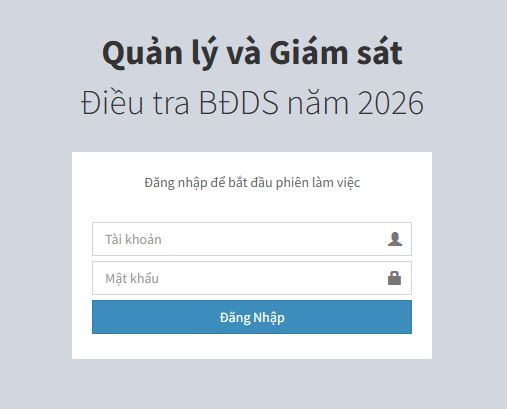 Quản lý và Giám sát
Điều tra BĐDS năm 2026
Đăng nhập để bắt đầu phiên làm việc
Tài khoản
Mật khẩu
Đăng Nhập